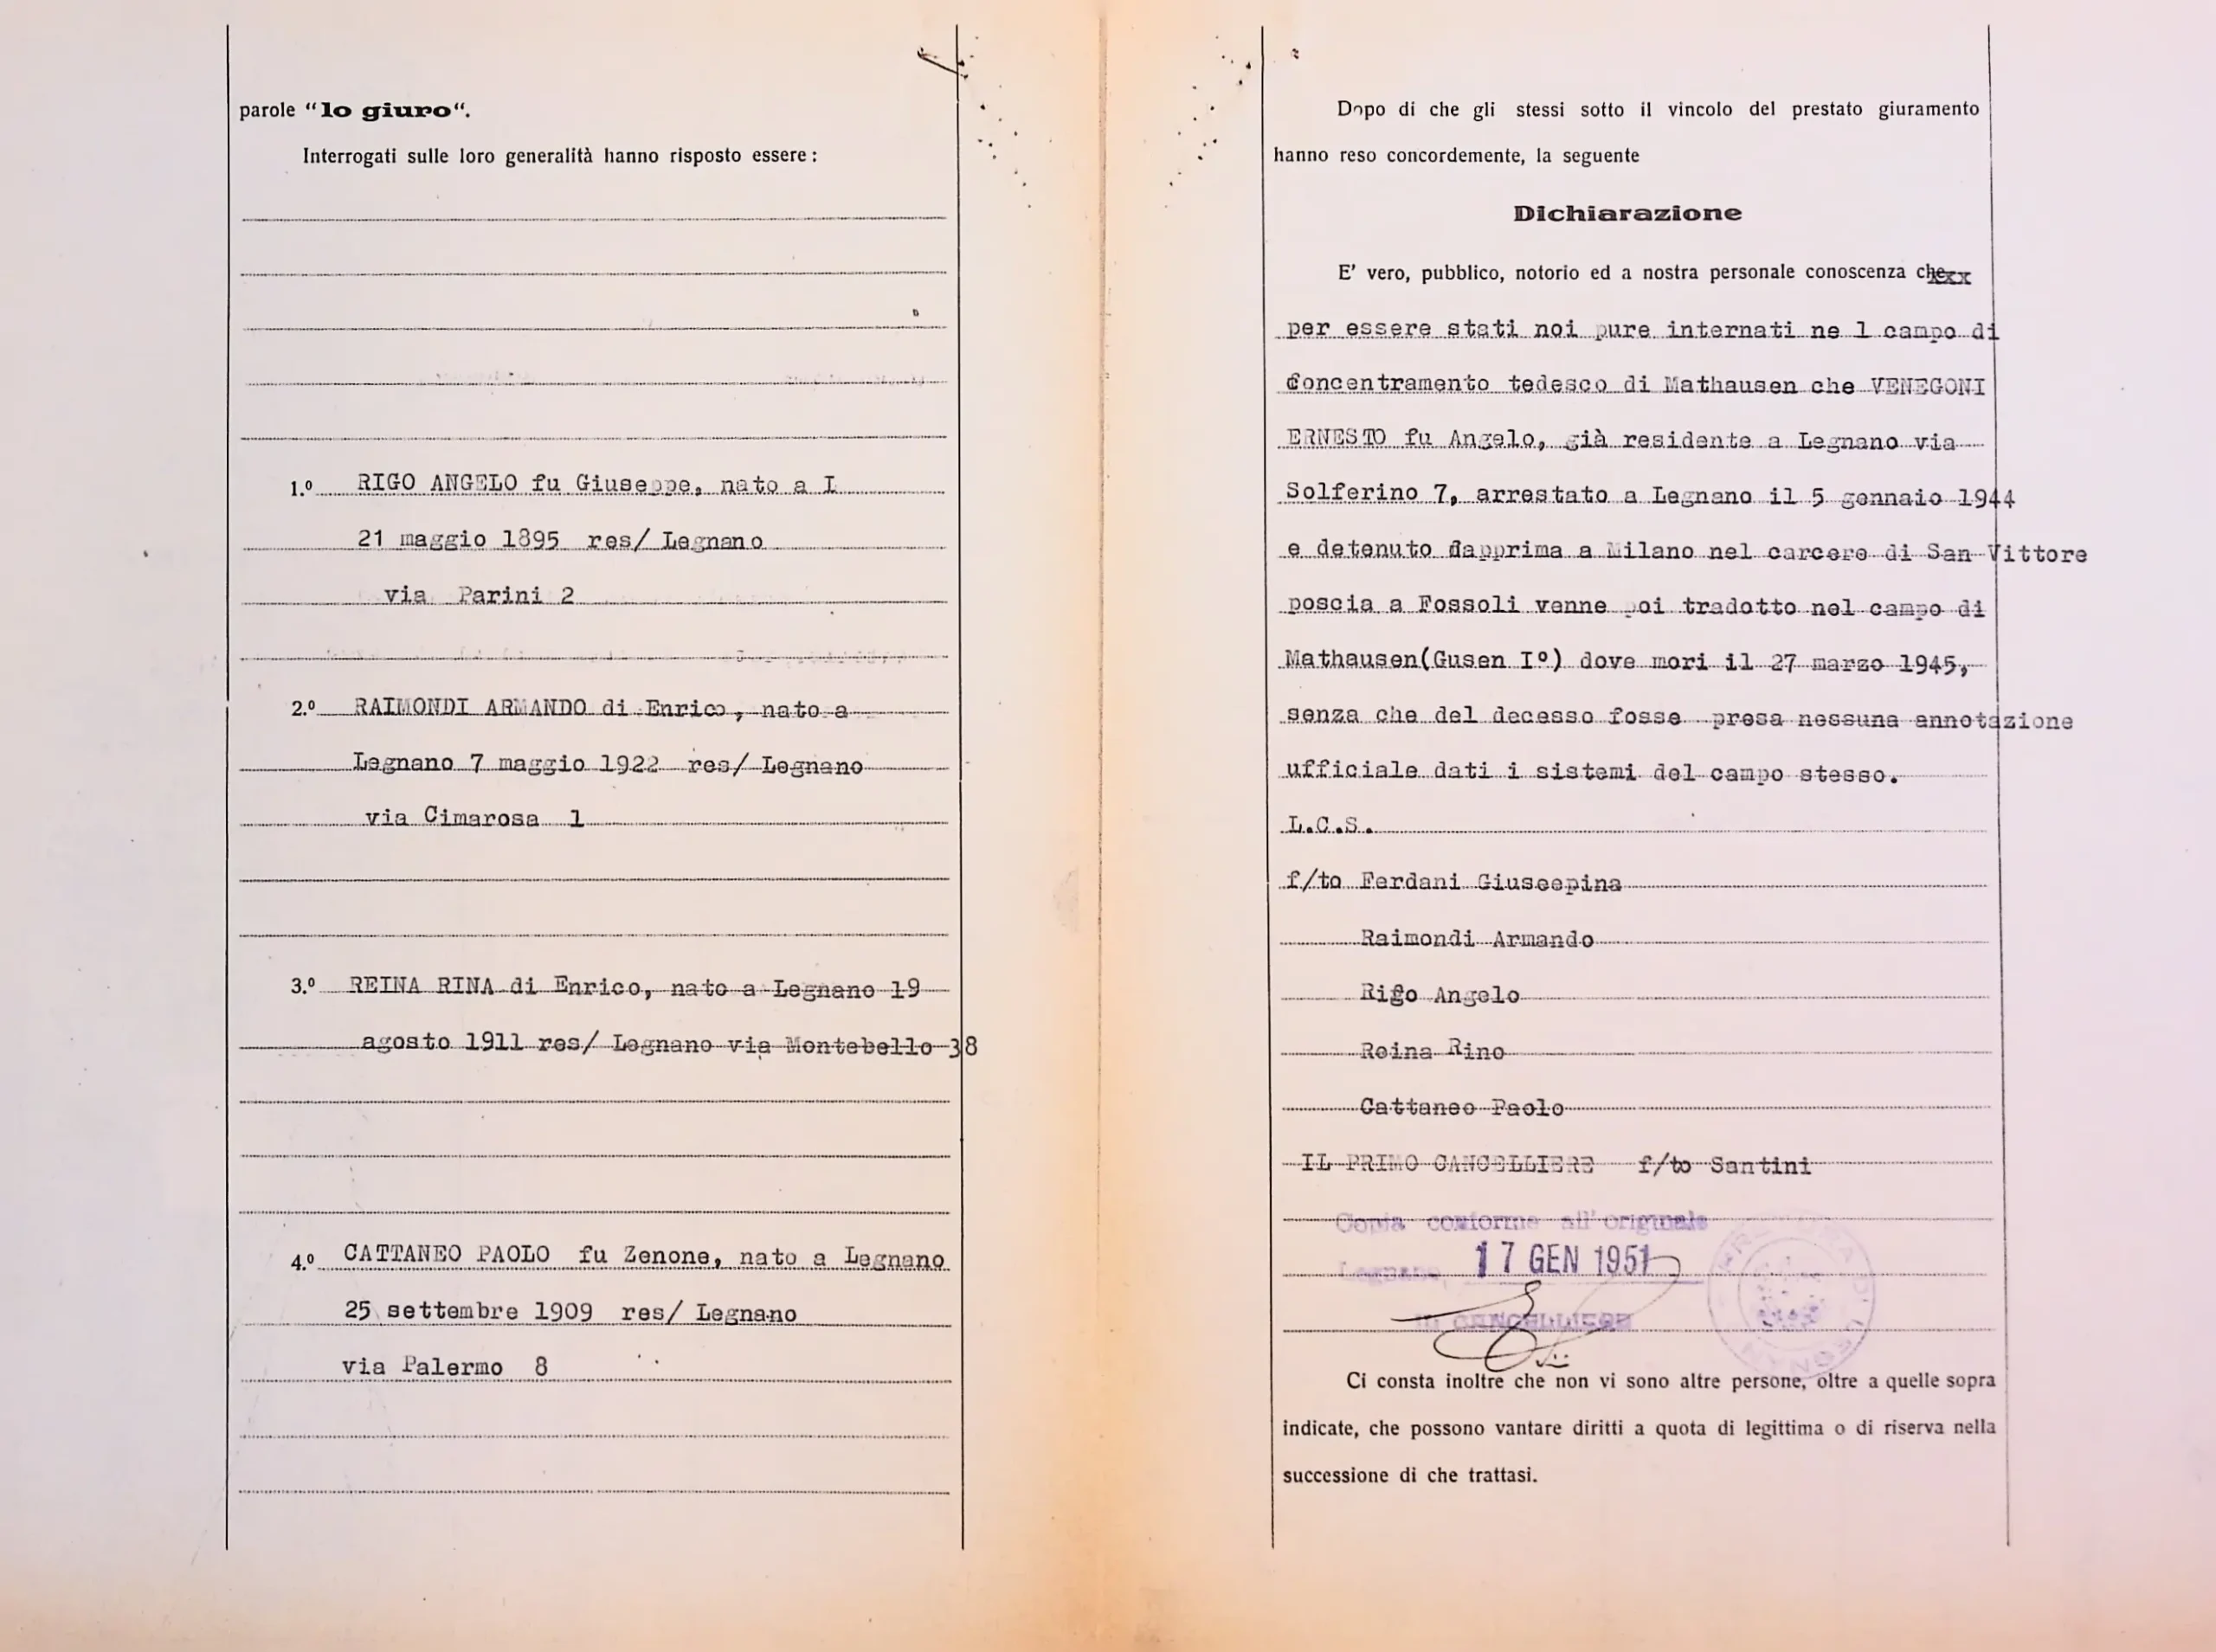 parole "Io giuro".
Interrogati sulle loro generalità hanno risposto essere:
1.º RIGO ANGELO fu Giuseppe, nato a L
21 maggio 1895 res/ Legnano
via Parini 2
2.º RAIMONDI ARMANDO di Enrico, nato a
Legnano 7 maggio 1922 res/ Legnano
via Cimarosa 1
3.º REINA RINA di Enrico, nato a Legnano 19
agosto 1911 res/ Legnano via Montebello 38
4.º CATTANEO PAOLO fu Zenone, nato a Legnano
25 settembre 1909 res/ Legnano
via Palermo 8
Dopo di che gli stessi sotto il vincolo del prestato giuramento
hanno reso concordemente, la seguente
Dichiarazione
E' vero, pubblico, notorio ed a nostra personale conoscenza chexx
per essere stati noi pure internati ne l campo di
Concentramento tedesco di Mathausen che VENEGONI
ERNESTO fu Angelo, già residente a Legnano via
Solferino 7, arrestato a Legnano il 5 gennaio 1944
e detenuto dapprima a Milano nel carcere di San Vittore
poscia a Fossoli venne poi tradotto nel campo di
Mathausen(Gusen Iº) dove mori il 27 marzo 1945,
senza che del decesso fosse presa nessuna annotazione
ufficiale dati i sistemi del campo stesso.
L.C.S.
f/to Ferdani Giuseepina
Raimondi Armando
Rigo Angelo
Reina Rino
Cattaneo Paolo
IL PRIMO CANCELLIERE f/to Santini
Copia conforme all'originale
Legnano, 17 GEN 1951
IL CANCELLIERE
Ci consta inoltre che non vi sono altre persone, oltre a quelle sopra
indicate, che possono vantare diritti a quota di legittima o di riserva nella
successione di che trattasi.